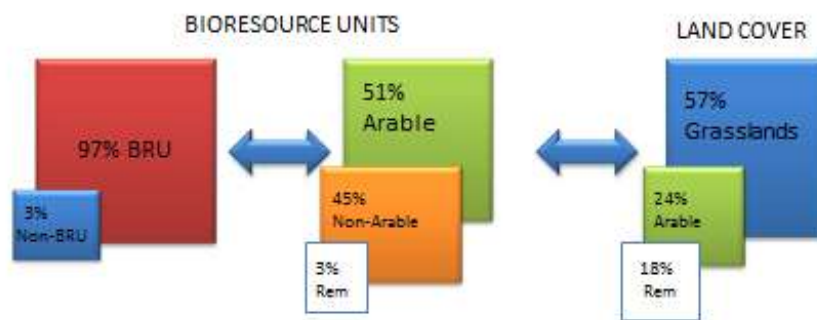 BIORESOURCE UNITS
LAND COVER
97% BRU
3%
Non-BRU
51%
Arable
45%
Non-Arable
3%
Rem
57%
Grasslands
24%
Arable
18%
Rem